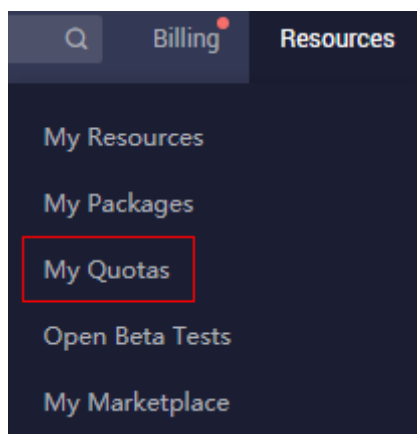 Billing Resources
My Resources
My Packages
My Quotas
Open Beta Tests
My Marketplace